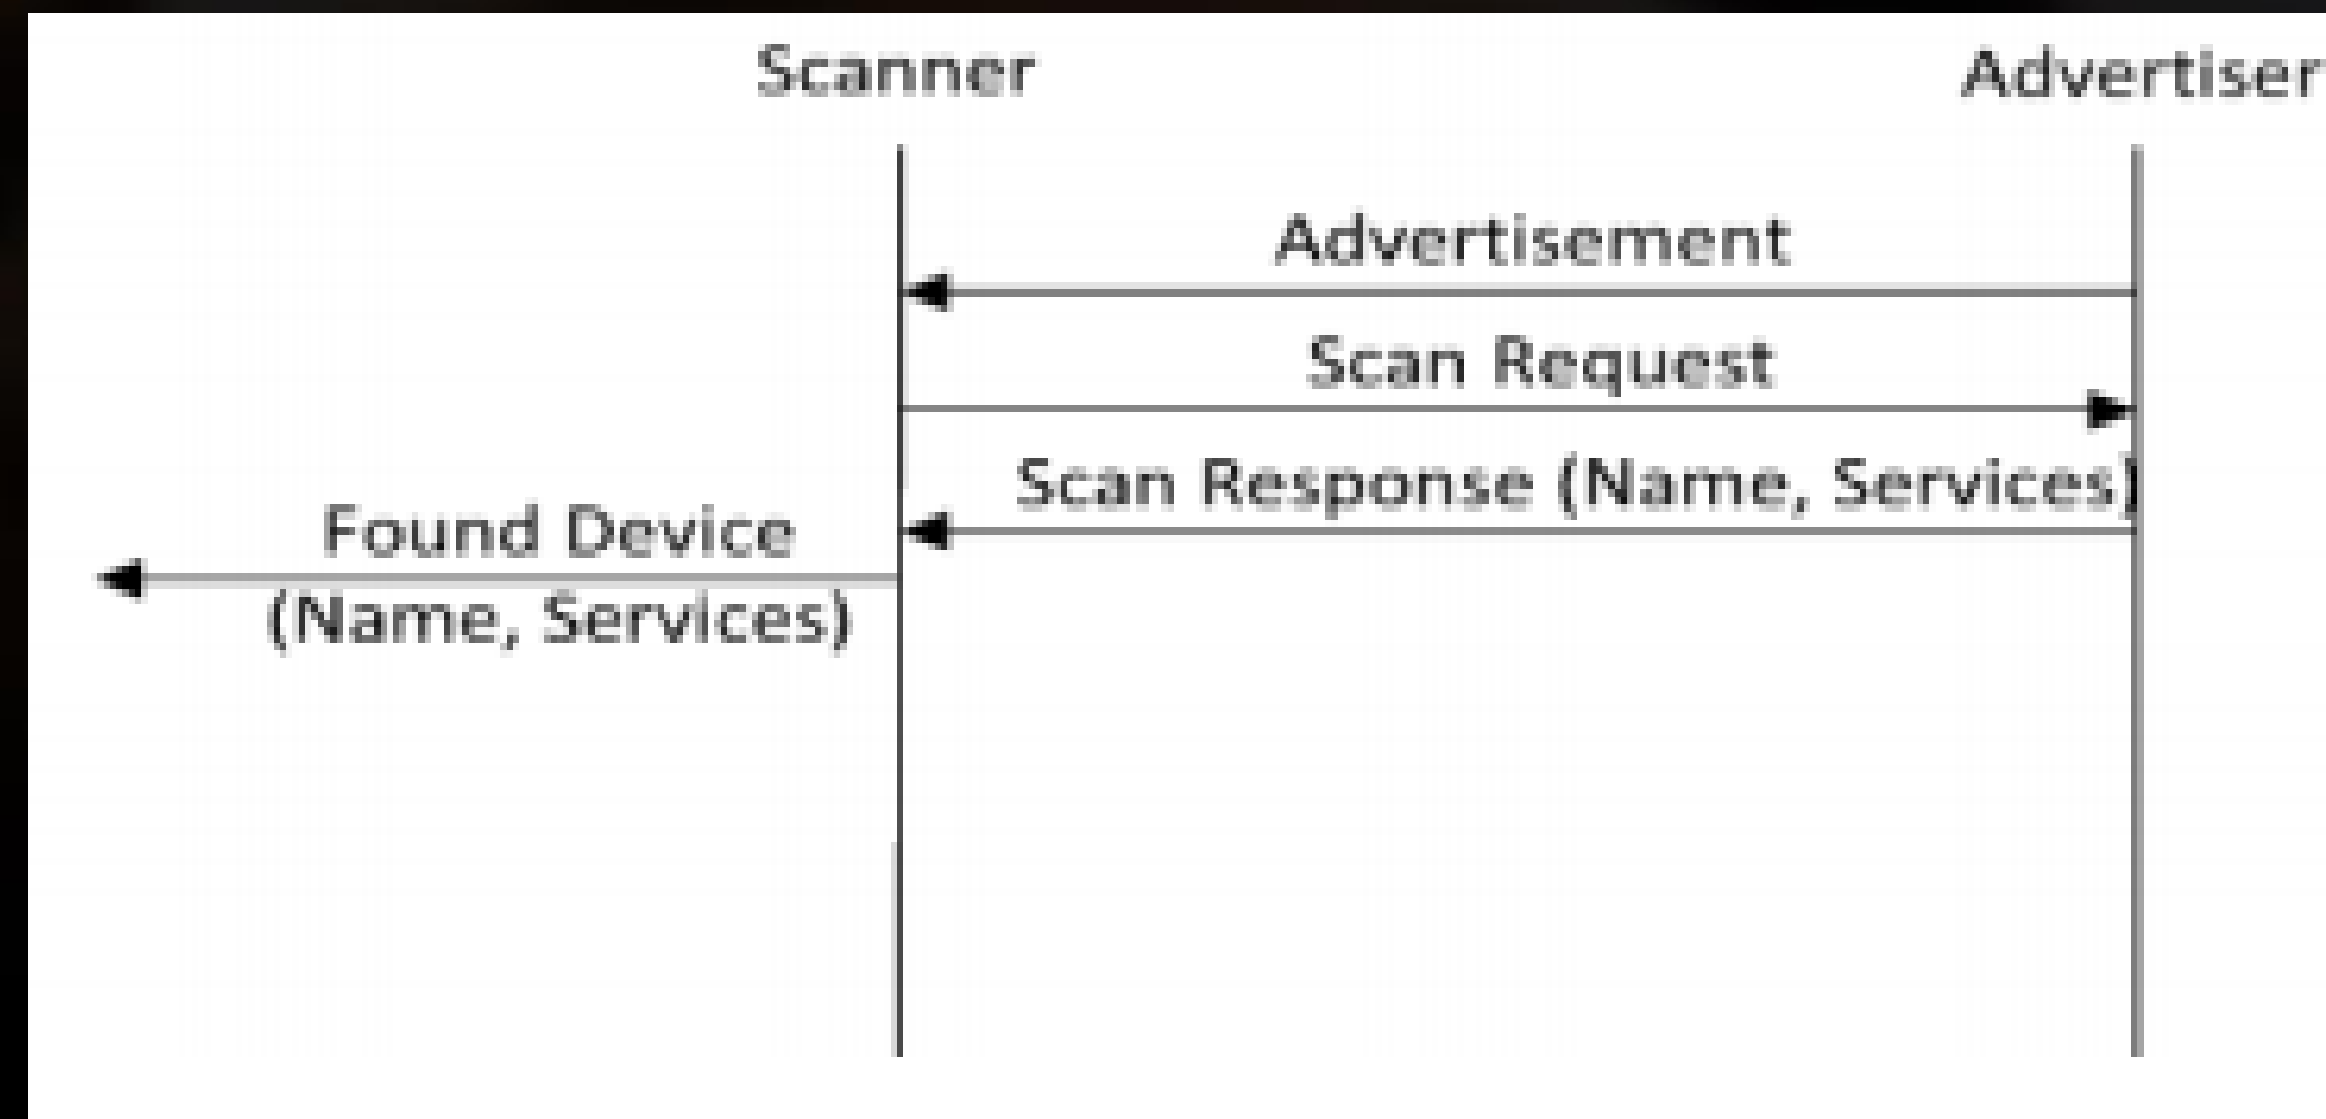 Scanner
Advertiser
Advertisement
Scan Request
Scan Response (Name, Services)
Found Device
(Name, Services)